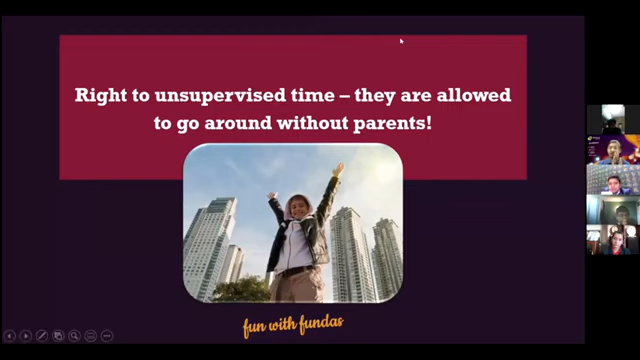 Right to unsupervised time – they are allowed
to go around without parents!
fun with fundas